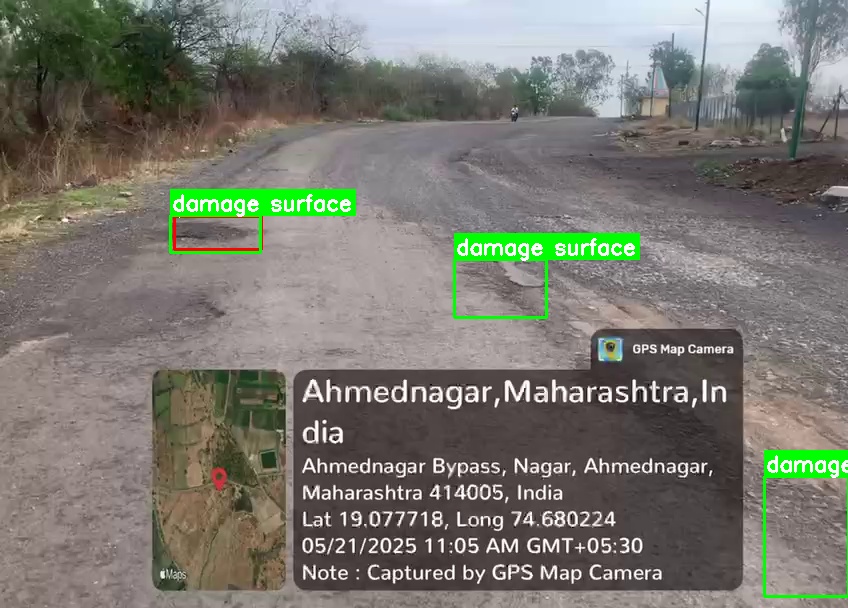 damage surface
damage surface
GPS Map Camera
Ahmednagar,Maharashtra,In
dia
Ahmednagar Bypass, Nagar, Ahmednagar,
Maharashtra 414005, India
Lat 19.077718, Long 74.680224
05/21/2025 11:05 AM GMT+05:30
Note : Captured by GPS Map Camera
damage
Maps